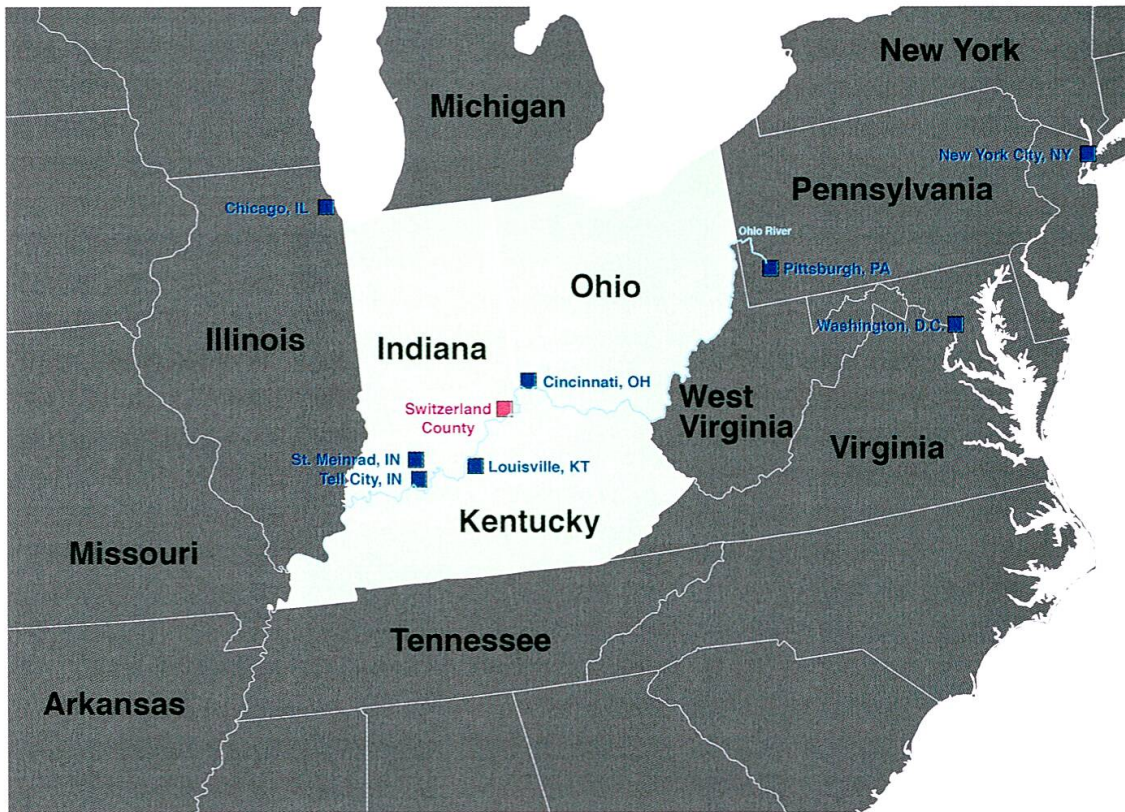 New York
Michigan
New York City, NY
Pennsylvania
Chicago, IL
Ohio River
Pittsburgh, PA
Ohio
Washington, D.C.
Illinois
Indiana
Cincinnati, OH
West
Virginia
Switzerland
County
Virginia
St. Meinrad, IN
Louisville, KT
Tell City, IN
Kentucky
Missouri
Tennessee
Arkansas